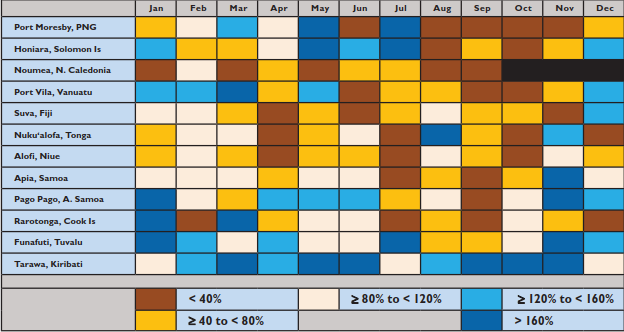 Jan Feb Mar Apr May Jun Jul Aug Sep Oct Nov Dec
Port Moresby, PNG
Honiara, Solomon Is
Noumea, N. Caledonia
Port Vila, Vanuatu
Suva, Fiji
Nuku'alofa, Tonga
Alofi, Niue
Apia, Samoa
Pago Pago, A. Samoa
Rarotonga, Cook Is
Funafuti, Tuvalu
Tarawa, Kiribati
< 40% ≥ 80% to < 120% ≥ 120% to < 160%
≥ 40 to < 80% > 160%